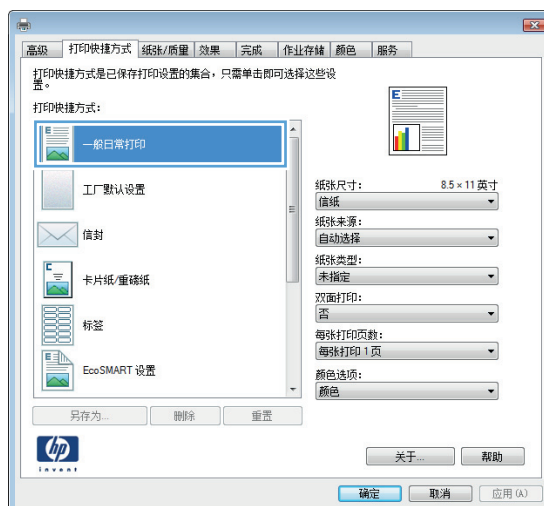 高级 打印快捷方式 纸张/质量 效果 完成 作业存储 颜色 服务
打印快捷方式是已保存打印设置的集合，只需单击即可选择这些设
置。
打印快捷方式：
一般日常打印
工厂默认设置
信封
卡片纸/重磅纸
标签
EcoSMART 设置
另存为... 删除 重置
E
纸张尺寸： 8.5 × 11 英寸
信纸
纸张来源：
自动选择
纸张类型：
未指定
双面打印：
否
每张打印页数：
每张打印 1 页
颜色选项：
颜色
hp
invent
关于... 帮助
确定 取消 应用 (A)